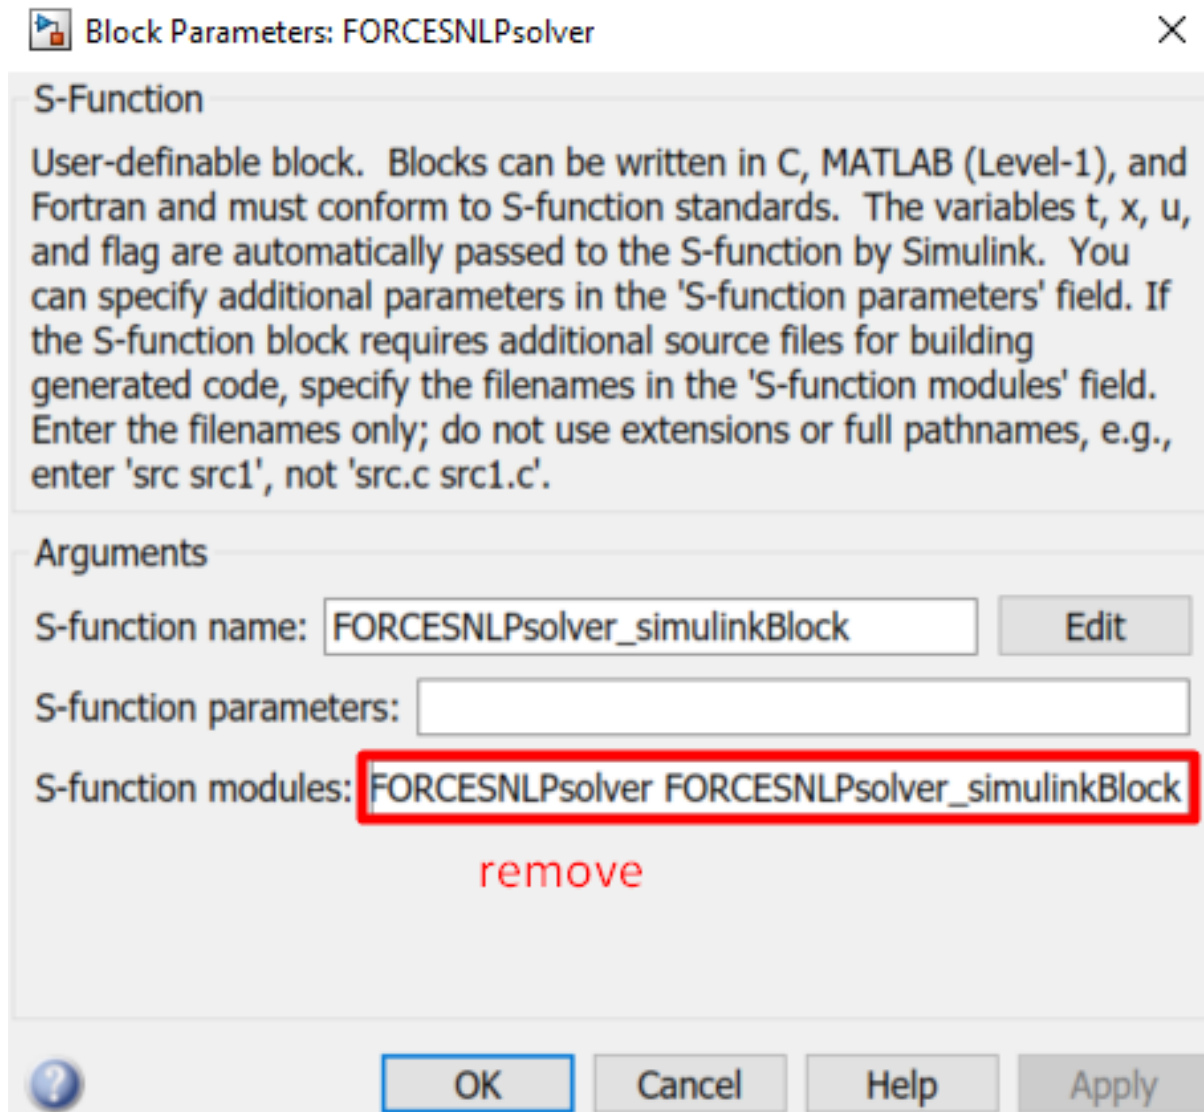 Block Parameters: FORCESNLPsolver
S-Function
User-definable block.  Blocks can be written in C, MATLAB (Level-1), and
Fortran and must conform to S-function standards.  The variables t, x, u,
and flag are automatically passed to the S-function by Simulink.  You
can specify additional parameters in the 'S-function parameters' field. If
the S-function block requires additional source files for building
generated code, specify the filenames in the 'S-function modules' field.
Enter the filenames only; do not use extensions or full pathnames, e.g.,
enter 'src src1', not 'src.c src1.c'.
Arguments
S-function name: FORCESNLPsolver_simulinkBlock Edit
S-function parameters:
S-function modules: FORCESNLPsolver FORCESNLPsolver_simulinkBlock
remove
? OK Cancel Help Apply